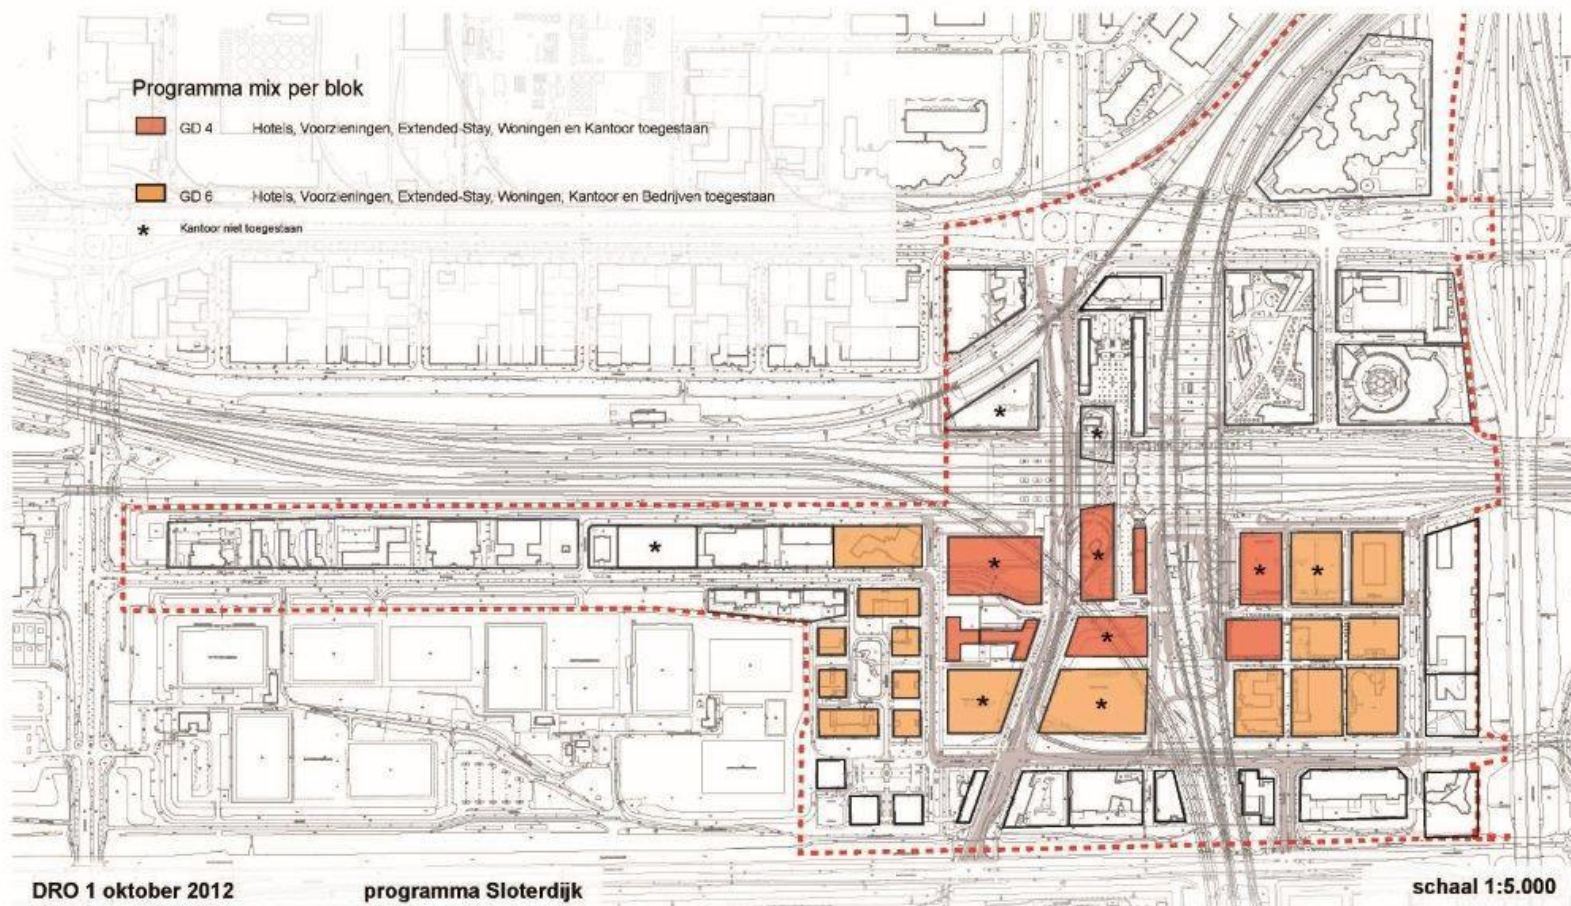 Programma mix per blok
GD 4 Hotels, Voorzieningen, Extended-Stay, Woningen en Kantoor toegestaan
GD 6 Hotels, Voorzieningen, Extended-Stay, Woningen, Kantoor en Bedrijven toegestaan
* Kantoor niet toegestaan
* *
*
* * * *
*
* *
DRO 1 oktober 2012 programma Sloterdijk schaal 1:5.000